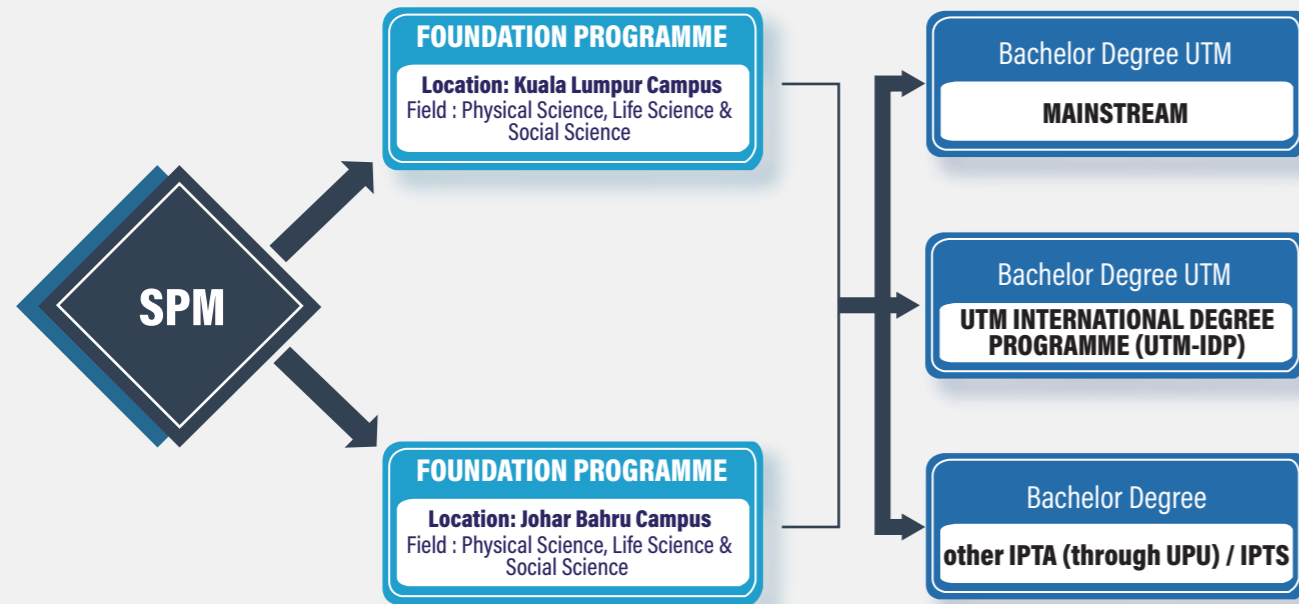 SPM
FOUNDATION PROGRAMME
Location: Kuala Lumpur Campus
Field : Physical Science, Life Science &
Social Science
FOUNDATION PROGRAMME
Location: Johar Bahru Campus
Field : Physical Science, Life Science &
Social Science
Bachelor Degree UTM
MAINSTREAM
Bachelor Degree UTM
UTM INTERNATIONAL DEGREE
PROGRAMME (UTM-IDP)
Bachelor Degree
other IPTA (through UPU) / IPTS